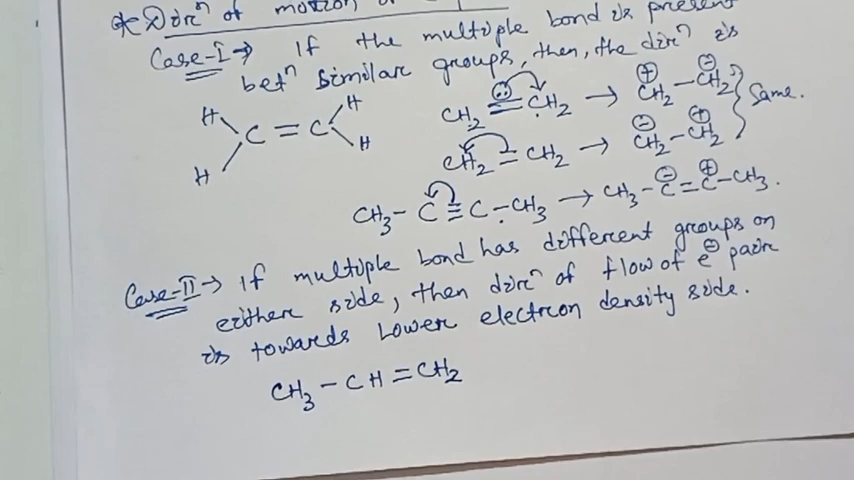 * Dirⁿ of motion of
Case-I → If the multiple bond is present
betⁿ similar groups, then, the dirⁿ is
H H
C = C
H H
CH₂ = CH₂ → ⊕CH₂ - ⊖CH₂
CH₂ = CH₂ → ⊖CH₂ - ⊕CH₂
} Same.
CH₃ - C ≡ C - CH₃ → CH₃ - ⊖C = ⊕C - CH₃.
Case-II → If multiple bond has different groups on
either side, then dirⁿ of flow of e⊖ pair
is towards lower electron density side.
CH₃ - CH = CH₂